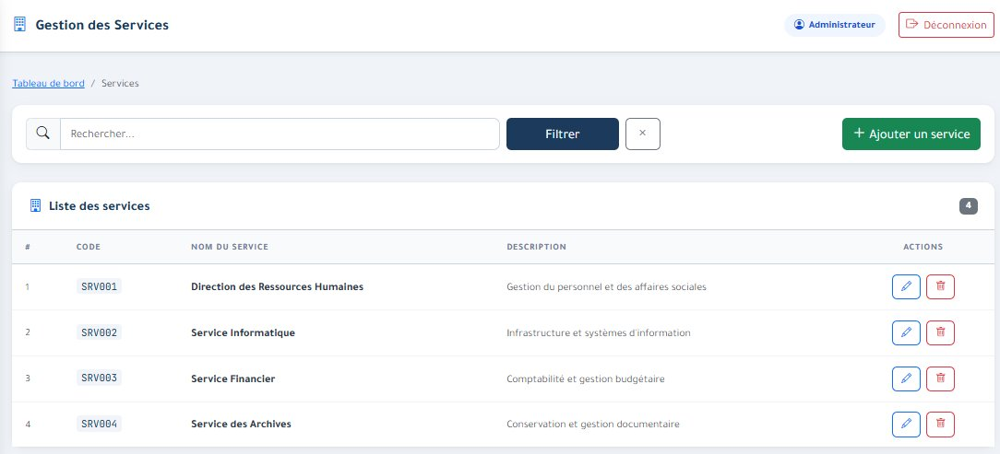 Gestion des Services
Administrateur
Déconnexion
Tableau de bord / Services
Rechercher...
Filtrer
×
+ Ajouter un service
Liste des services
4
# CODE NOM DU SERVICE DESCRIPTION ACTIONS
1 SRV001 Direction des Ressources Humaines Gestion du personnel et des affaires sociales
2 SRV002 Service Informatique Infrastructure et systèmes d'information
3 SRV003 Service Financier Comptabilité et gestion budgétaire
4 SRV004 Service des Archives Conservation et gestion documentaire